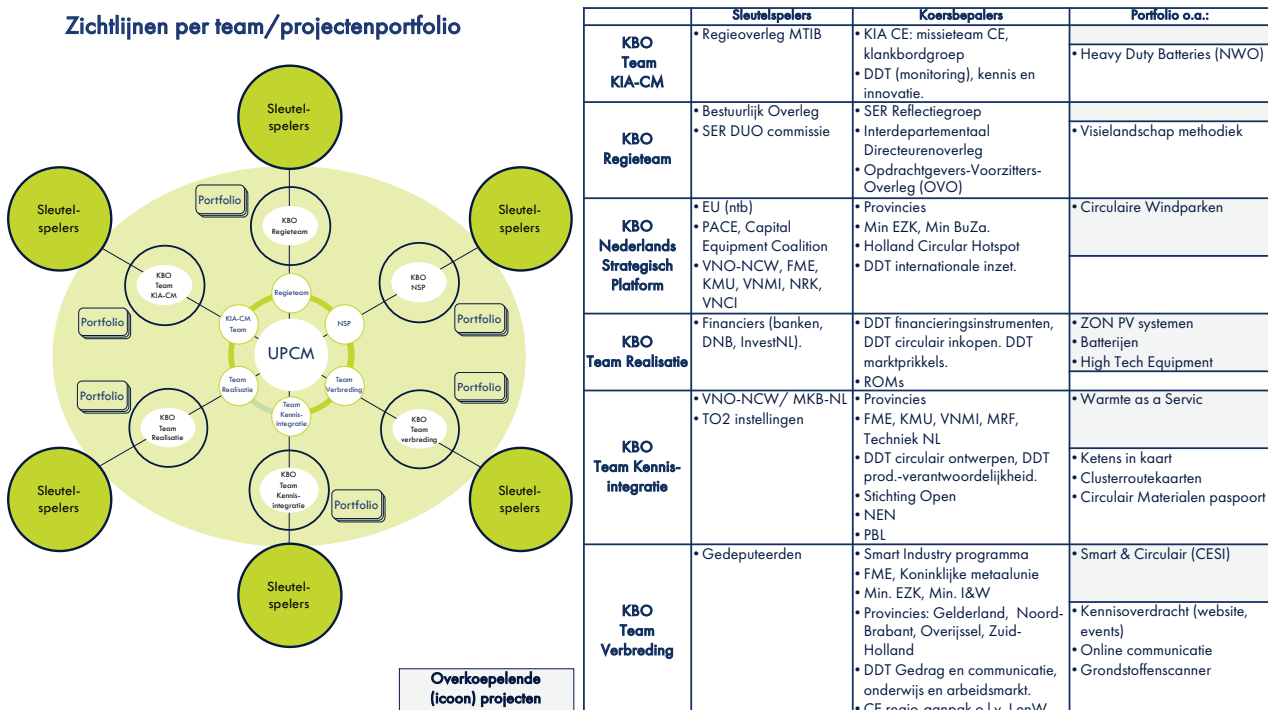 Zichtlijnen per team/projectenportfolio
Sleutel-
spelers
Sleutel-
spelers
Sleutel-
spelers
Portfolio
KBO
Regieteam
KBO
Team
KIA-CM
KBO
NSP
Regieteam
KIA-CM
Team
NSP
Portfolio
Portfolio
UPCM
Team
Realisatie
Team
Verbreding
Portfolio
Portfolio
Team
Kennis-
integratie
KBO
Team
Realisatie
KBO
Team
verbreding
KBO
Team
Kennis-
integratie
Portfolio
Sleutel-
spelers
Sleutel-
spelers
Sleutel-
spelers
Overkoepelende
(icoon) projecten
Sleutelspelers
Koersbepalers
Portfolio o.a.:
KBO
Team
KIA-CM
• Regieoverleg MTIB
• KIA CE: missieteam CE,
klankbordgroep
• DDT (monitoring), kennis en
innovatie.
• Heavy Duty Batteries (NWO)
KBO
Regieteam
• Bestuurlijk Overleg
• SER DUO commissie
• SER Reflectiegroep
• Interdepartementaal
Directeurenoverleg
• Opdrachtgevers-Voorzitters-
Overleg (OVO)
• Visielandschap methodiek
KBO
Nederlands
Strategisch
Platform
• EU (ntb)
• PACE, Capital
Equipment Coalition
• VNO-NCW, FME,
KMU, VNMI, NRK,
VNCI
• Provincies
• Min EZK, Min BuZa.
• Holland Circular Hotspot
• DDT internationale inzet.
• Circulaire Windparken
KBO
Team Realisatie
• Financiers (banken,
DNB, InvestNL).
• DDT financieringsinstrumenten,
DDT circulair inkopen. DDT
marktprikkels.
• ROMs
• ZON PV systemen
• Batterijen
• High Tech Equipment
KBO
Team Kennis-
integratie
• VNO-NCW/ MKB-NL
• TO2 instellingen
• Provincies
• FME, KMU, VNMI, MRF,
Techniek NL
• DDT circulair ontwerpen, DDT
prod.-verantwoordelijkheid.
• Stichting Open
• NEN
• PBL
• Warmte as a Servic
• Ketens in kaart
• Clusterroutekaarten
• Circulair Materialen paspoort
KBO
Team
Verbreding
• Gedeputeerden
• Smart Industry programma
• FME, Koninklijke metaalunie
• Min. EZK, Min. I&W
• Provincies: Gelderland, Noord-
Brabant, Overijssel, Zuid-
Holland
• DDT Gedrag en communicatie,
onderwijs en arbeidsmarkt.
• CE regio-aanpak o.l.v. IenW
• Smart & Circulair (CESI)
• Kennisoverdracht (website,
events)
• Online communicatie
• Grondstoffenscanner